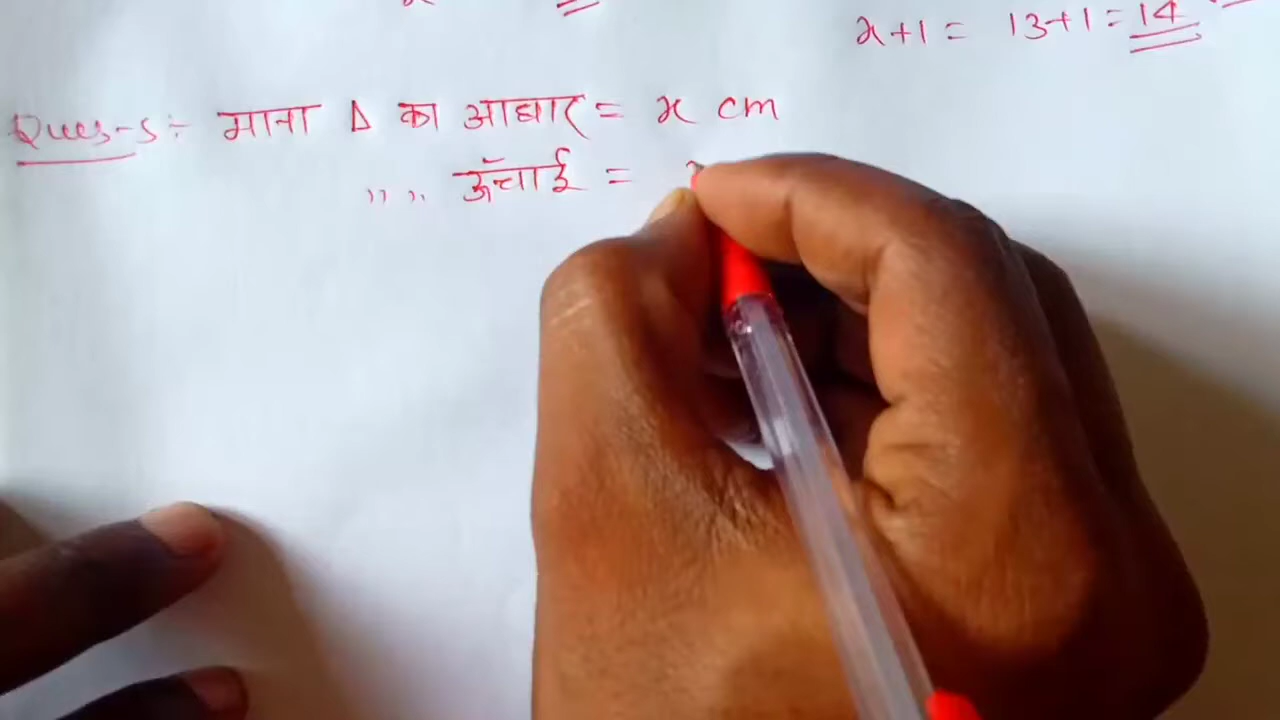 x+1 = 13+1 = 14
Ques-5:- माना Δ का आधार = x cm
,, ,, ऊँचाई =